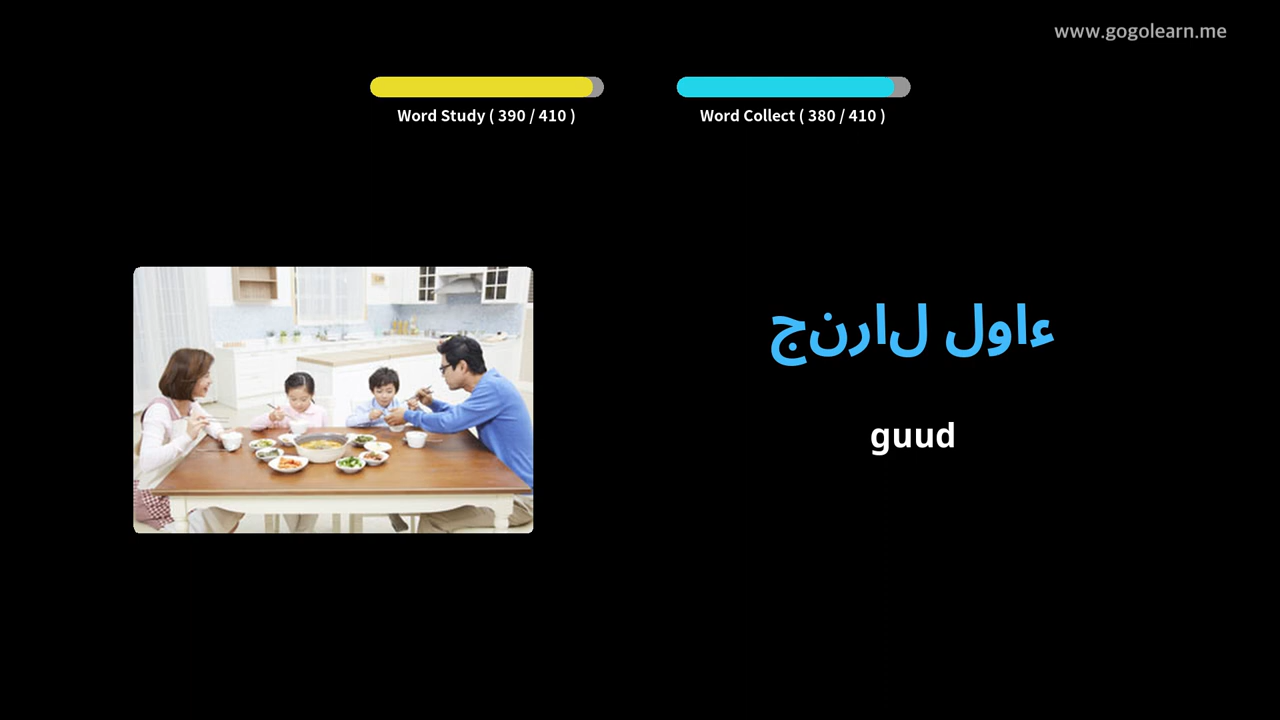 www.gogolearn.me
Word Study ( 390 / 410 )
Word Collect ( 380 / 410 )
ءاول لارنج
guud